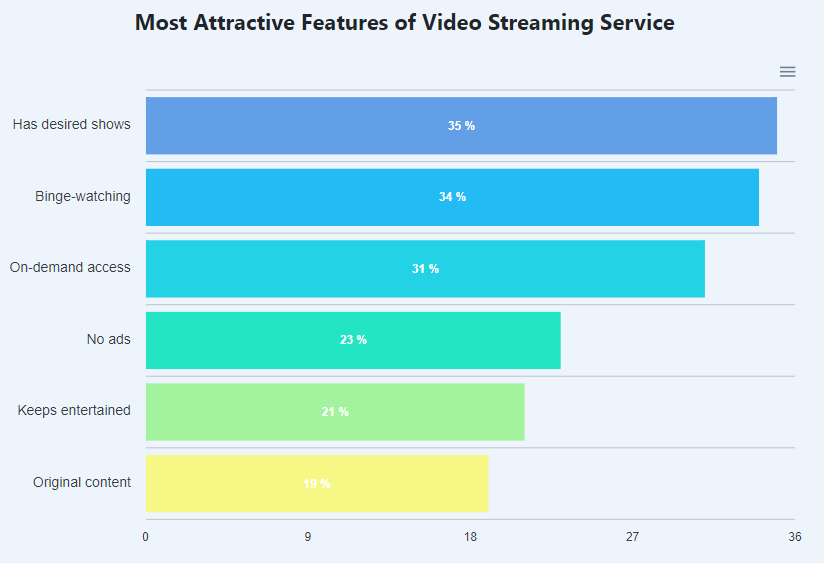 Most Attractive Features of Video Streaming Service
Has desired shows
35 %
Binge-watching
34 %
On-demand access
31 %
No ads
23 %
Keeps entertained
21 %
Original content
19 %
0 9 18 27 36